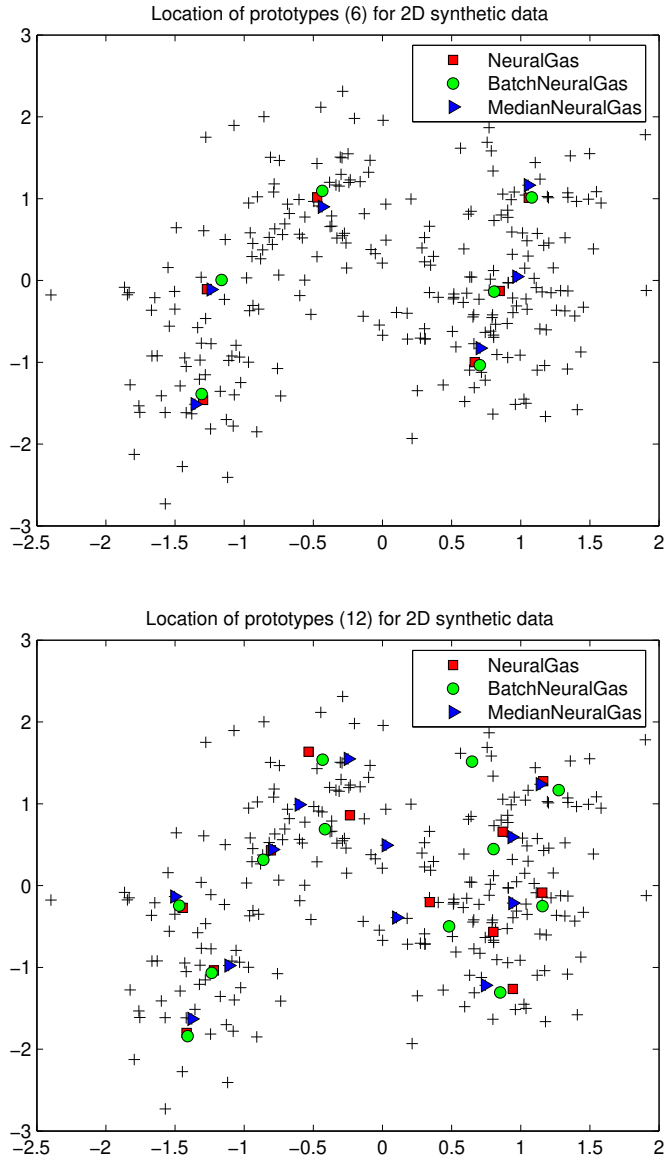 Location of prototypes (6) for 2D synthetic data
3
NeuralGas
BatchNeuralGas
MedianNeuralGas
2
1
0
−1
−2
−3
−2.5 −2 −1.5 −1 −0.5 0 0.5 1 1.5 2
Location of prototypes (12) for 2D synthetic data
3
NeuralGas
BatchNeuralGas
MedianNeuralGas
2
1
0
−1
−2
−3
−2.5 −2 −1.5 −1 −0.5 0 0.5 1 1.5 2